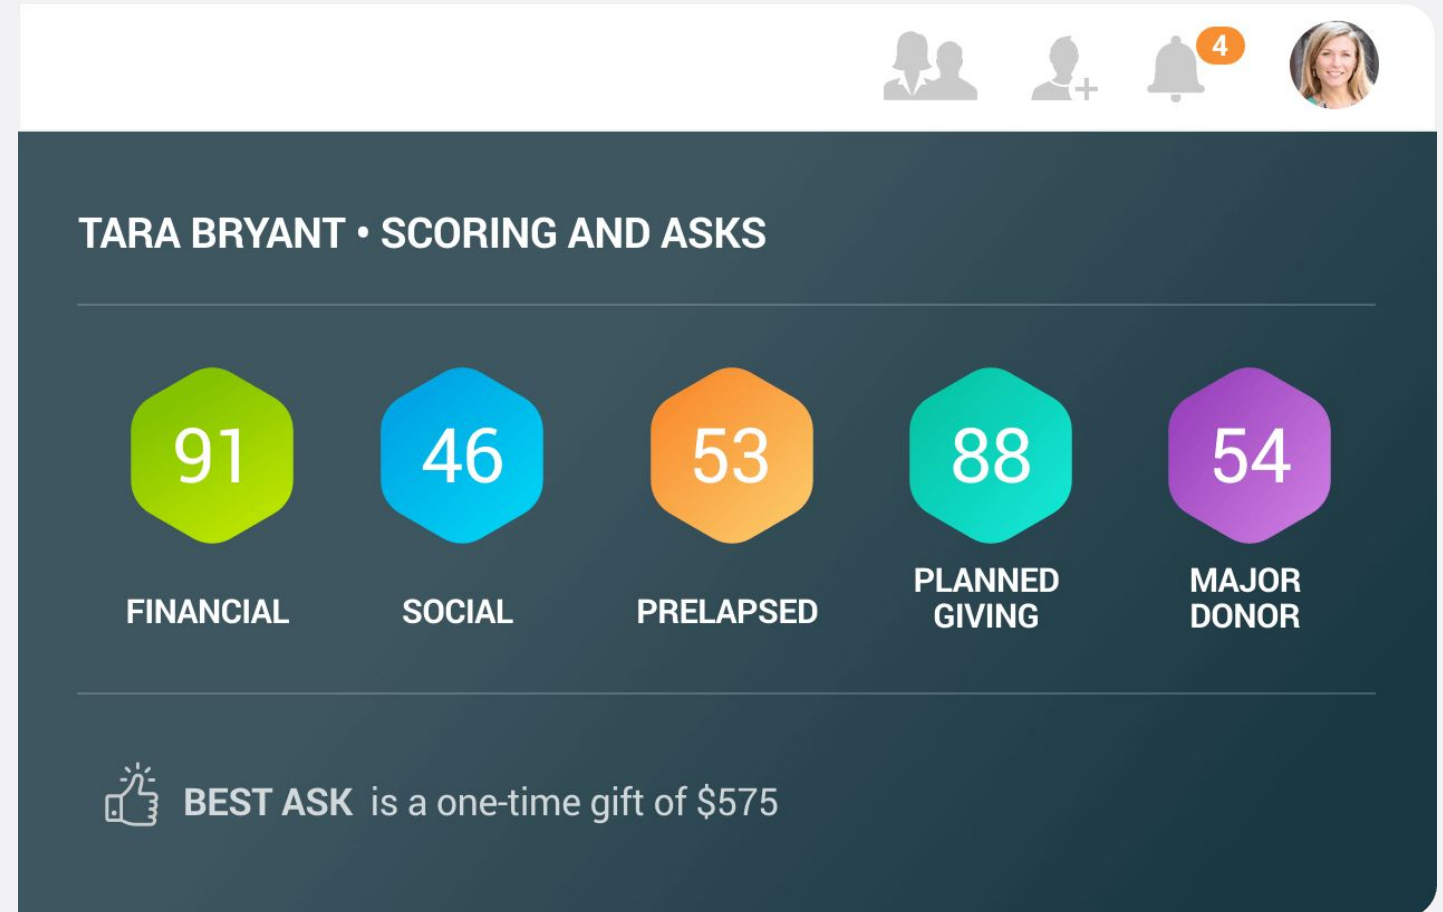 4
TARA BRYANT • SCORING AND ASKS
91
46
53
88
54
FINANCIAL
SOCIAL
PRELAPSED
PLANNED
GIVING
MAJOR
DONOR
BEST ASK is a one-time gift of $575